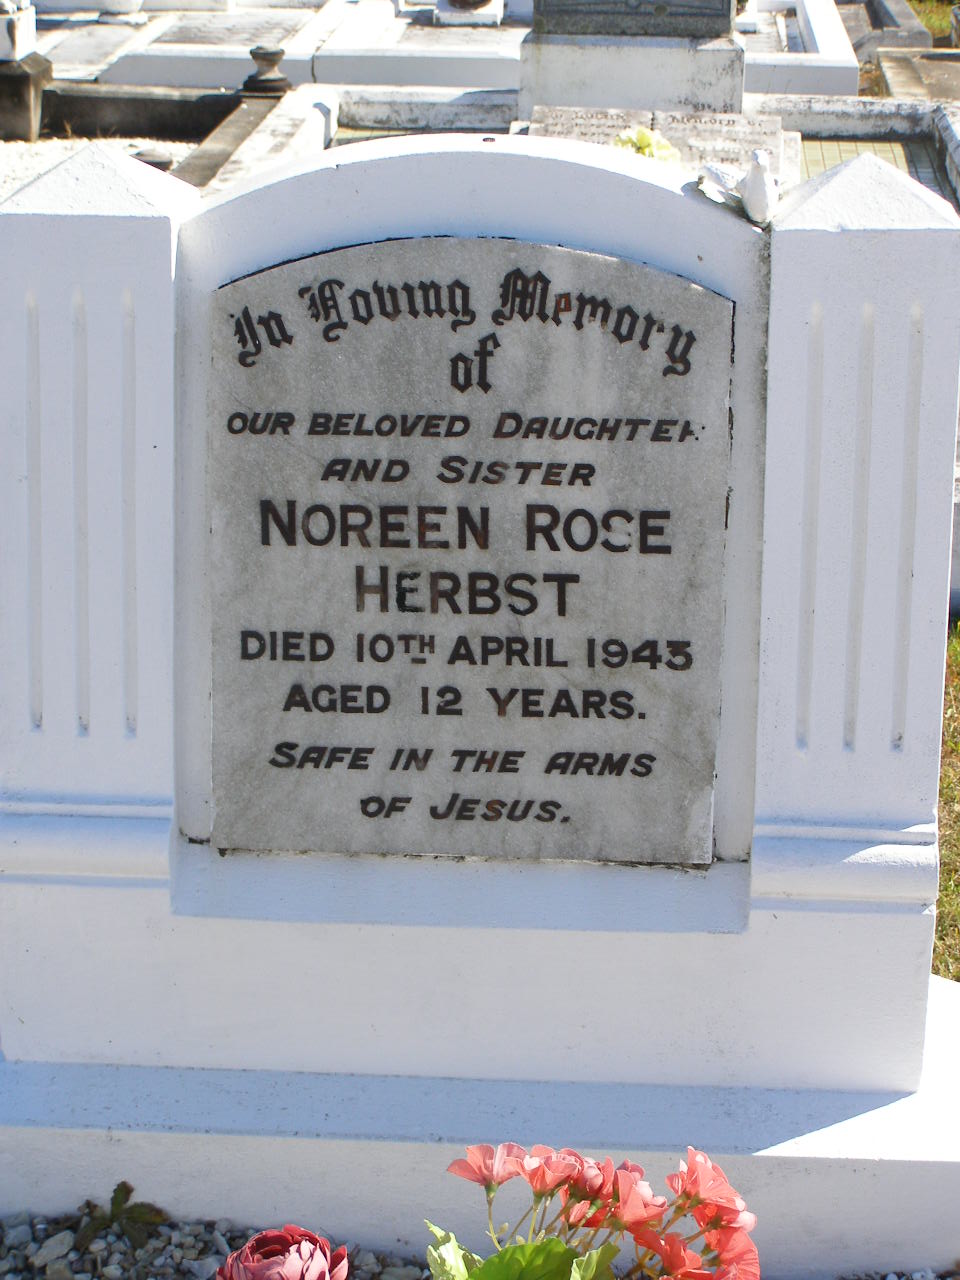 In Loving Memory
of
OUR BELOVED DAUGHTER
AND SISTER
NOREEN ROSE
HERBST
DIED 10TH APRIL 1943
AGED 12 YEARS.
SAFE IN THE ARMS
OF JESUS.